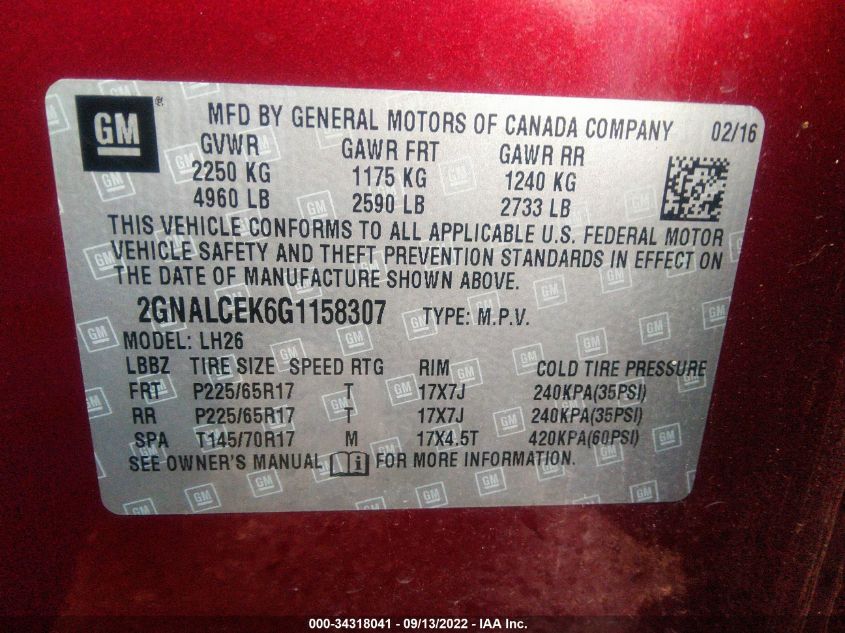 GM ® MFD BY GENERAL MOTORS OF CANADA COMPANY 02/16
GVWR GAWR FRT GAWR RR
2250 KG 1175 KG 1240 KG
4960 LB 2590 LB 2733 LB
THIS VEHICLE CONFORMS TO ALL APPLICABLE U.S. FEDERAL MOTOR
VEHICLE SAFETY AND THEFT PREVENTION STANDARDS IN EFFECT ON
THE DATE OF MANUFACTURE SHOWN ABOVE.
2GNALCEK6G1158307 TYPE: M.P.V.
MODEL: LH26
LBBZ TIRE SIZE SPEED RTG RIM COLD TIRE PRESSURE
FRT P225/65R17 T 17X7J 240KPA(35PSI)
RR P225/65R17 T 17X7J 240KPA(35PSI)
SPA T145/70R17 M 17X4.5T 420KPA(60PSI)
SEE OWNER'S MANUAL i FOR MORE INFORMATION.
000-34318041 - 09/13/2022 - IAA Inc.